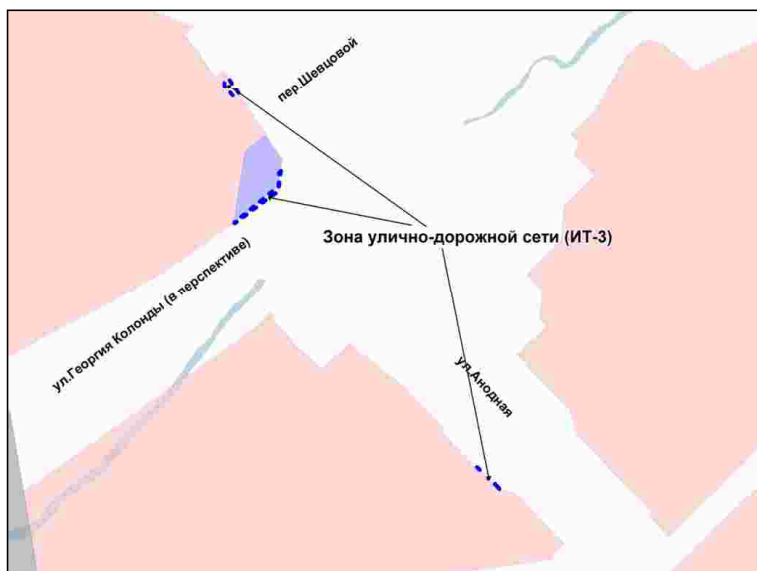 пер.Шевцовой
Зона улично-дорожной сети (ИТ-3)
ул.Георгия Колонды (в перспективе)
ул.Анодная